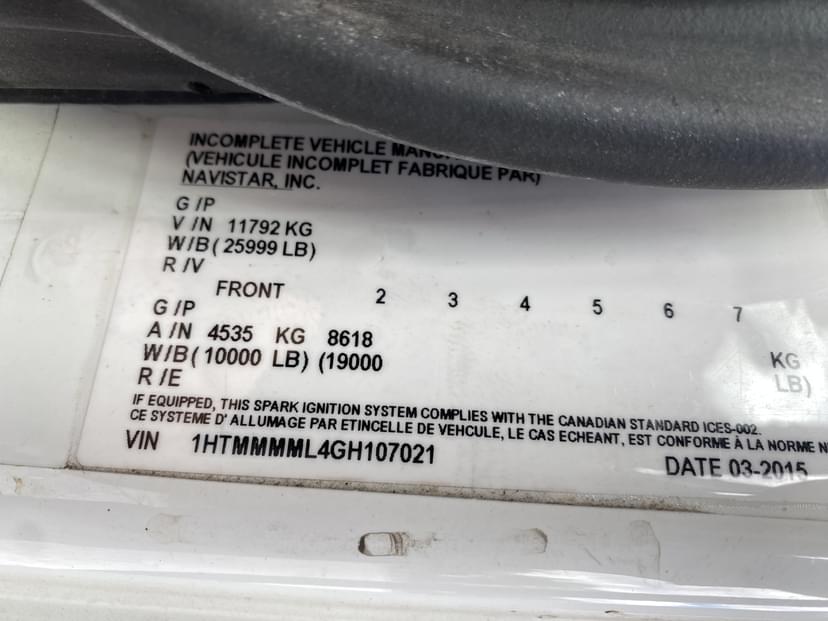 INCOMPLETE VEHICLE
(VEHICULE INCOMPLET FABRIQUE PAR)
NAVISTAR, INC.
G /P
V /N 11792 KG
W/B ( 25999 LB)
R /V
FRONT 2 3 4 5 6 7
G /P
A /N 4535 KG 8618 KG
W/B ( 10000 LB) (19000 LB)
R /E
IF EQUIPPED, THIS SPARK IGNITION SYSTEM COMPLIES WITH THE CANADIAN STANDARD ICES-002.
CE SYSTEME D' ALLUMAGE PAR ETINCELLE DE VEHCULE, LE CAS ECHEANT, EST CONFORME À LA NORME
VIN 1HTMMMML4GH107021 DATE 03-2015